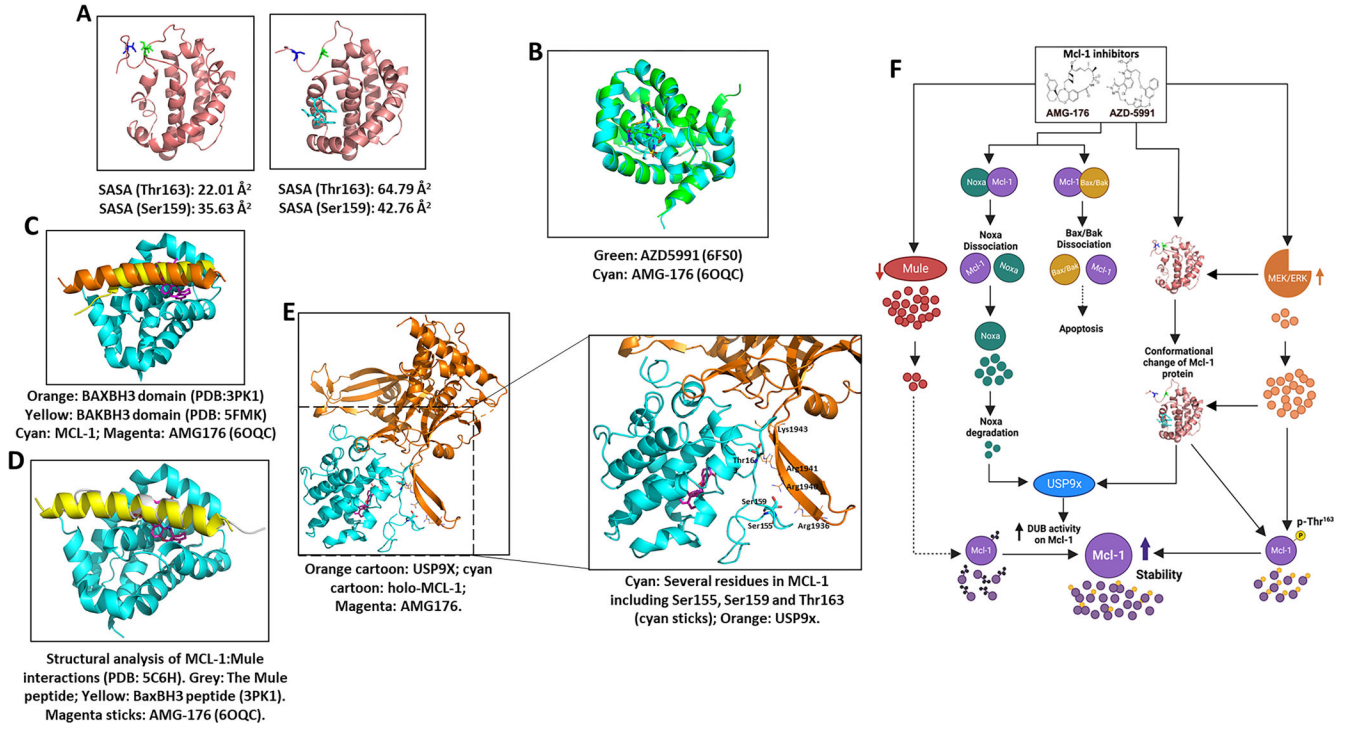 A
SASA (Thr163): 22.01 Å²
SASA (Ser159): 35.63 Å²
SASA (Thr163): 64.79 Å²
SASA (Ser159): 42.76 Å²
B
Green: AZD5991 (6FS0)
Cyan: AMG-176 (6OQC)
C
Orange: BAXBH3 domain (PDB:3PK1)
Yellow: BAKBH3 domain (PDB: 5FMK)
Cyan: MCL-1; Magenta: AMG176 (6OQC)
D
Structural analysis of MCL-1:Mule
interactions (PDB: 5C6H). Grey: The Mule
peptide; Yellow: BaxBH3 peptide (3PK1).
Magenta sticks: AMG-176 (6OQC).
E
Orange cartoon: USP9X; cyan
cartoon: holo-MCL-1;
Magenta: AMG176.
Lys1943
Thr16
Arg1941
Arg1940
Ser159
Ser155
Arg1936
Cyan: Several residues in MCL-1
including Ser155, Ser159 and Thr163
(cyan sticks); Orange: USP9x.
F
Mcl-1 inhibitors
AMG-176
AZD-5991
Noxa
Mcl-1
Mcl-1
Bax/Bak
Noxa
Dissociation
Bax/Bak
Dissociation
Mule
Mcl-1
Noxa
Bax/Bak
Mcl-1
MEK/ERK
Noxa
Apoptosis
Conformational
change of Mcl-1
protein
Noxa
degradation
USP9x
DUB activity
on Mcl-1
Mcl-1
Mcl-1
Stability
p-Thr¹⁶³
P
Mcl-1